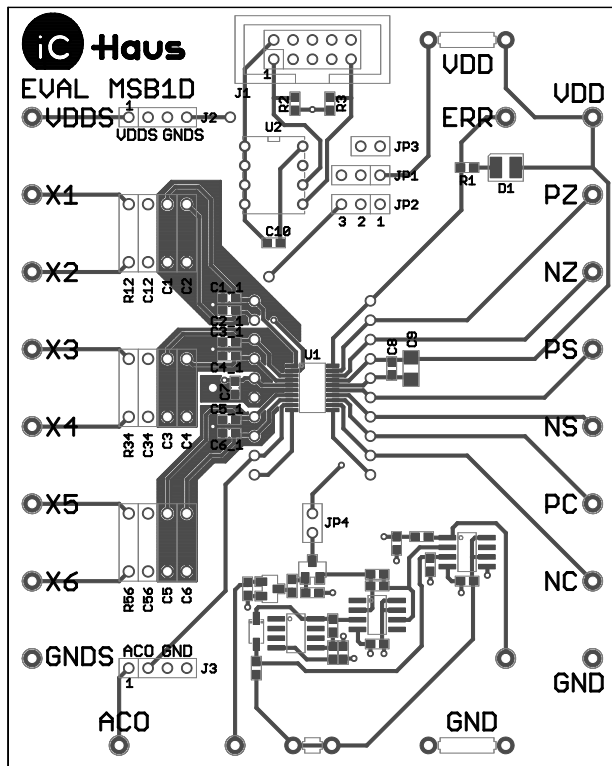 iC Haus
EVAL MSB1D
J1
1
R2
R3
VDD
VDD
VDDS
1
J2
VDDS GNDS
U2
ERR
JP3
JP1
R1
D1
X1
PZ
JP2
3 2 1
C10
X2
NZ
R12
C12
C1
C2
C1_1
C2_1
C3_1
X3
U1
C8
C9
PS
C4_1
C7
X4
R34
C34
C3
C4
C5_1
NS
C6_1
X5
PC
JP4
X6
NC
R56
C56
C5
C6
GNDS
ACO GND
J3
1
GND
ACO
GND